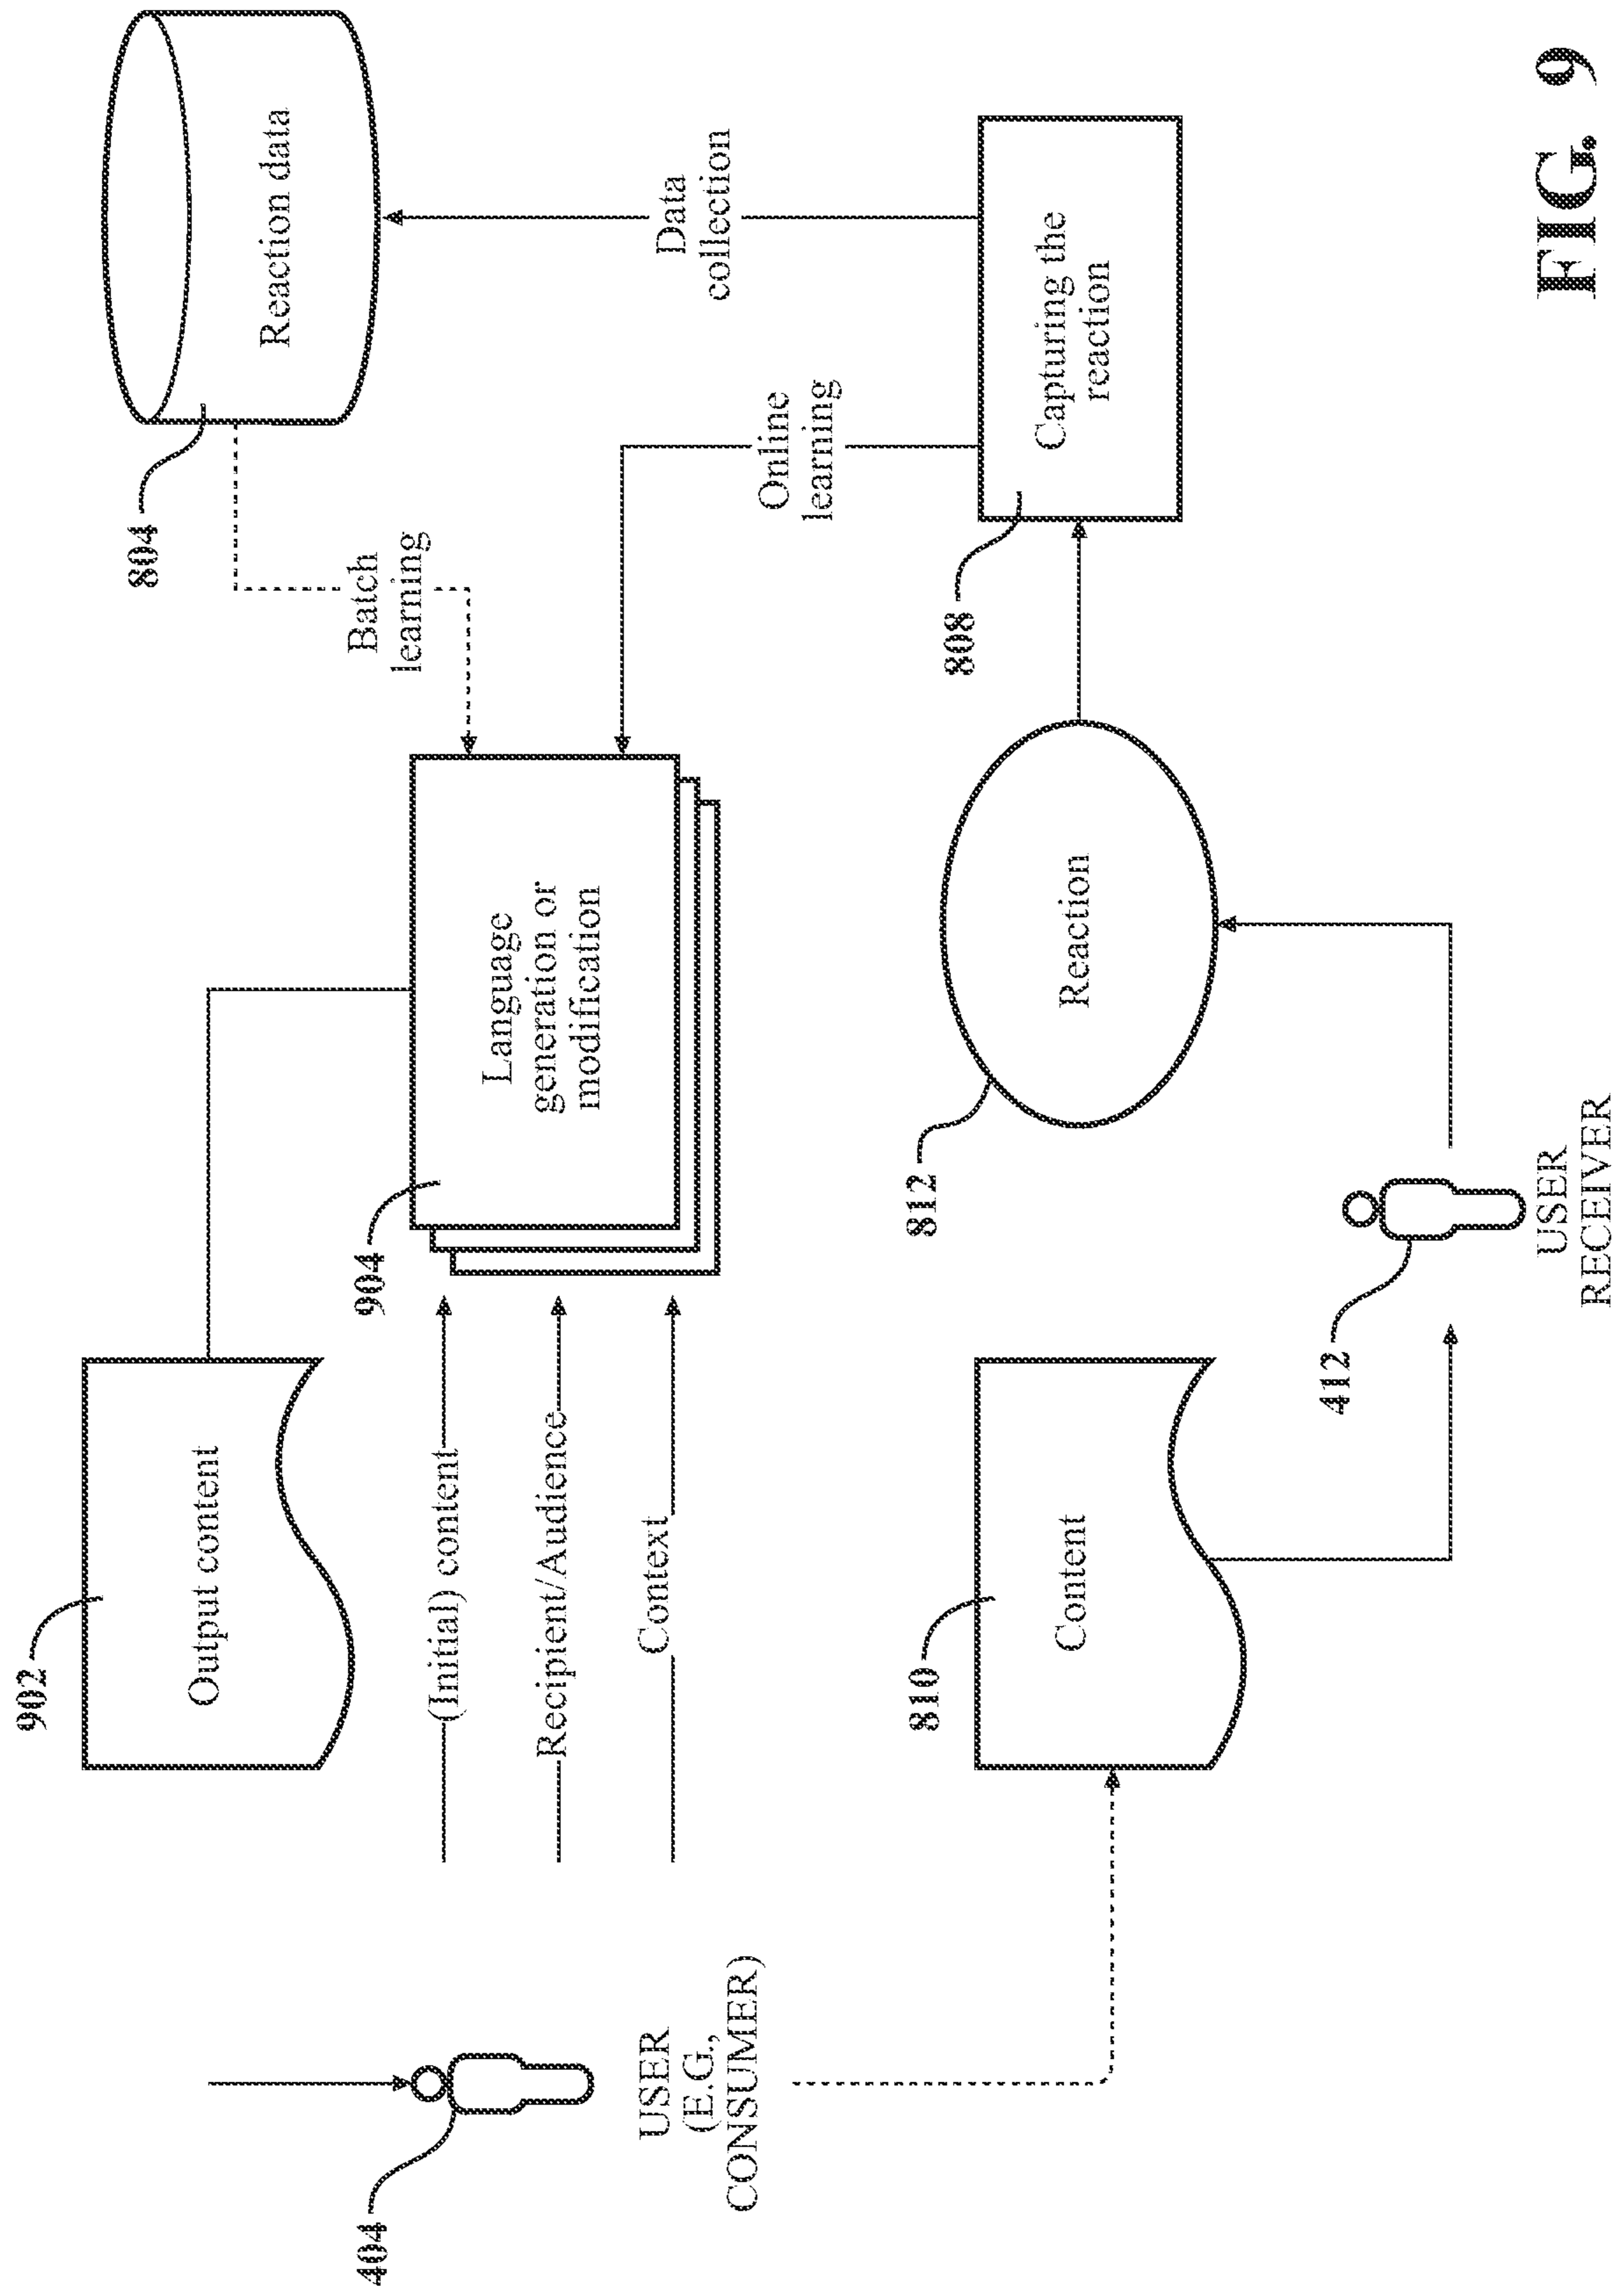 902
Output content
804
Reaction data
404
USER
(E.G.,
CONSUMER)
(Initial) content
Recipient/Audience
Context
904
Language
generation or
modification
Batch
learning
Online
learning
Data
collection
810
Content
812
Reaction
808
Capturing the
reaction
412
USER
RECEIVER
FIG. 9